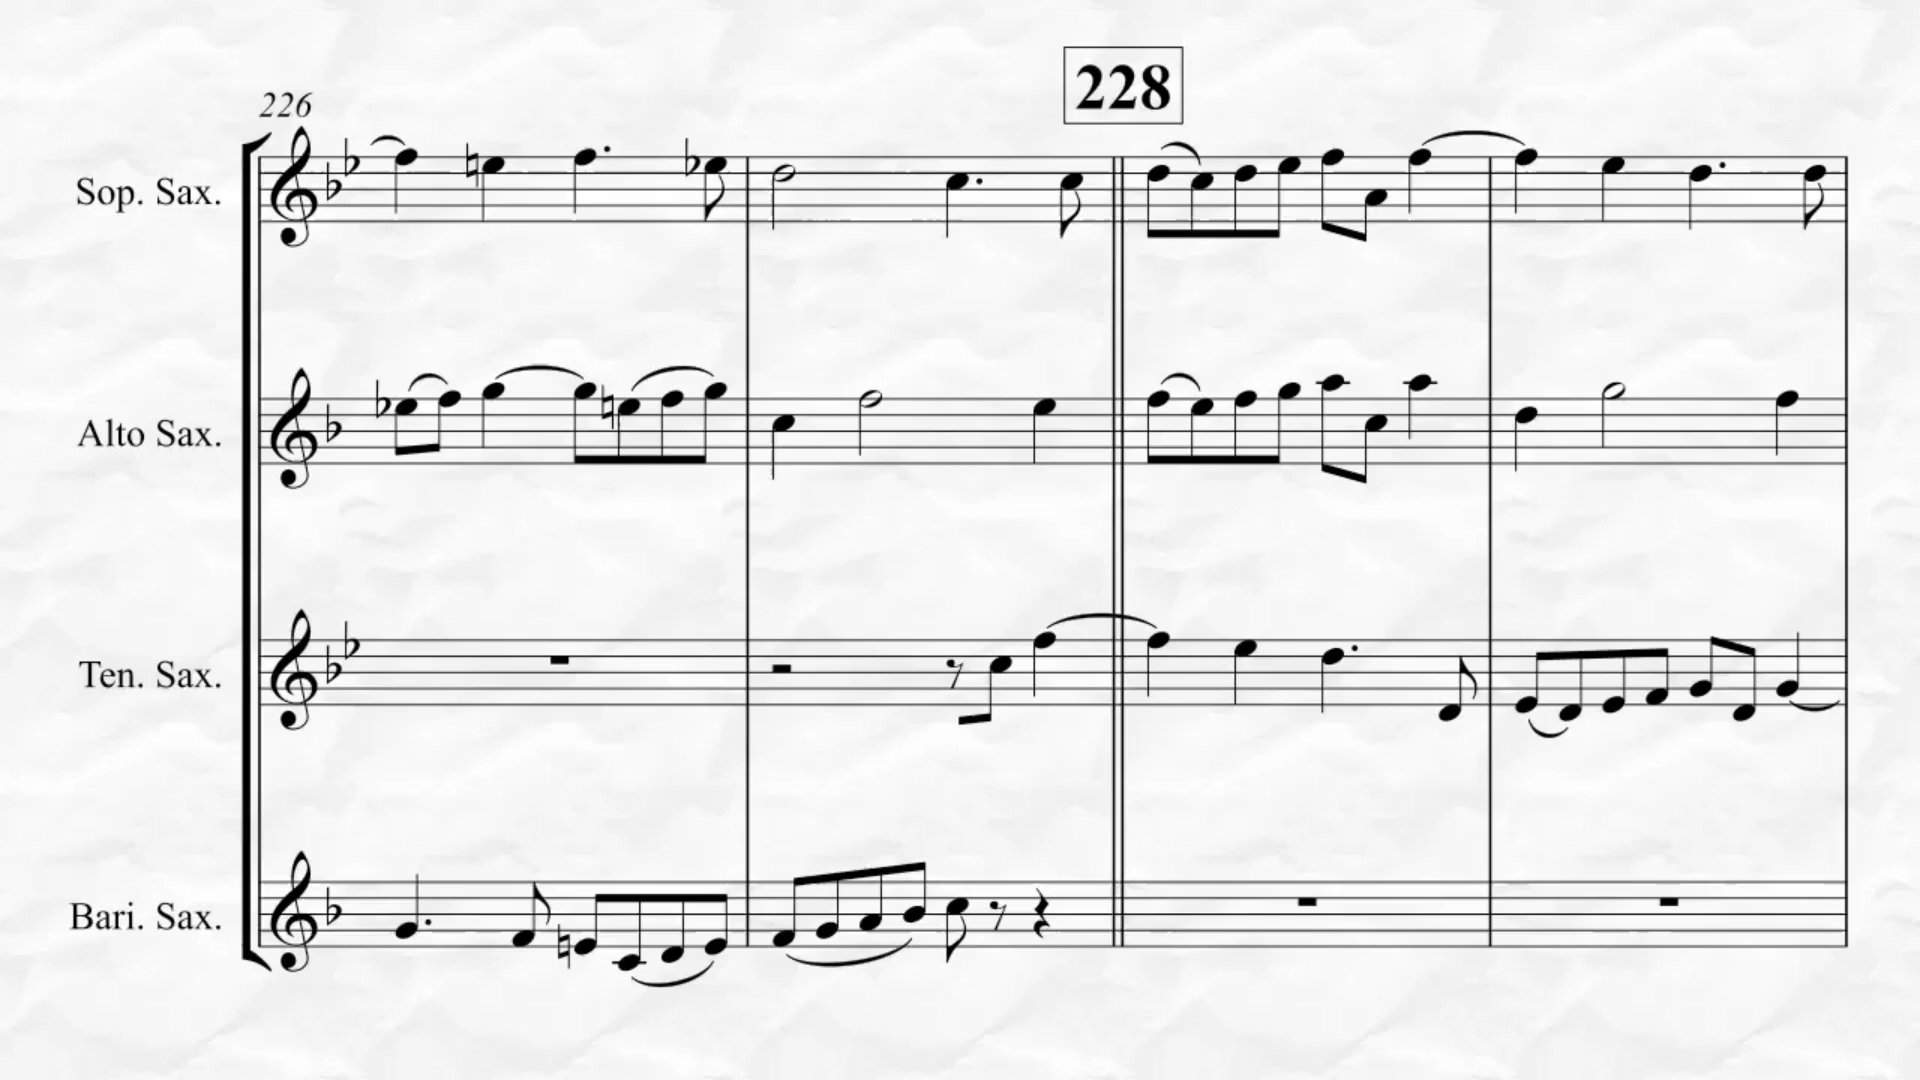 228
226
Sop. Sax.
Alto Sax.
Ten. Sax.
Bari. Sax.